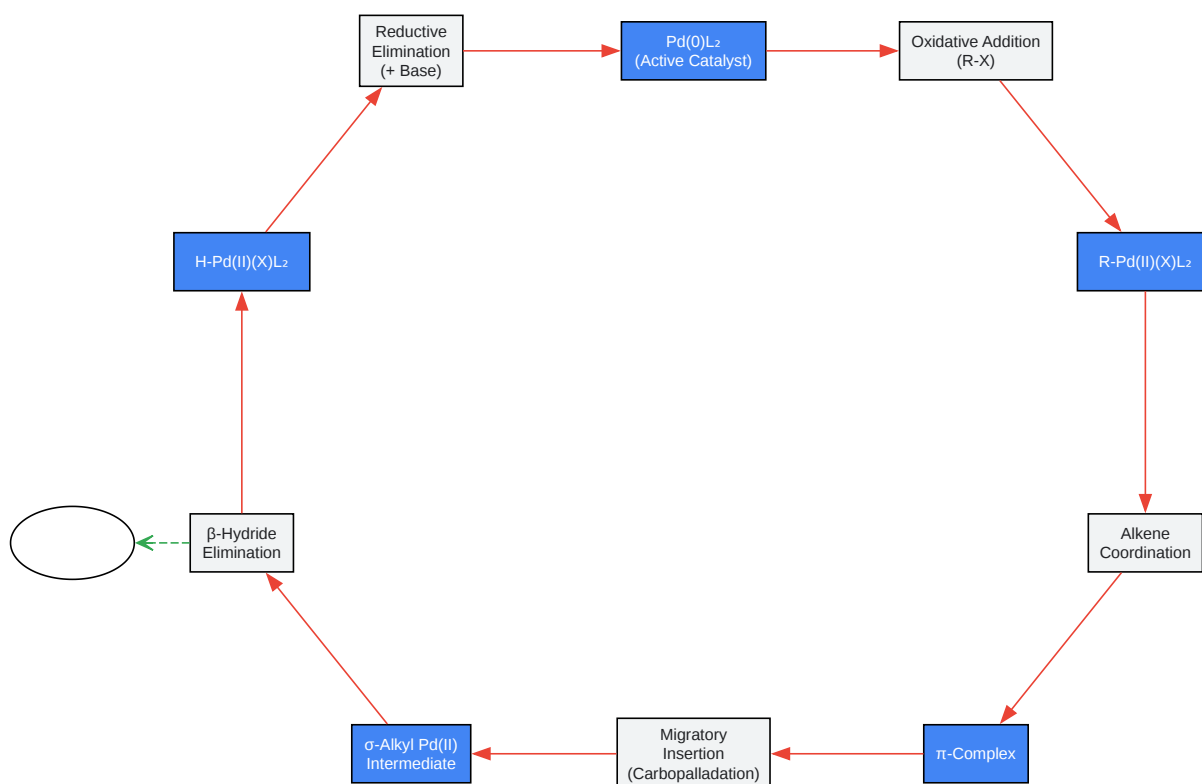 Reductive
Elimination
(+ Base)
Pd(0)L₂
(Active Catalyst)
Oxidative Addition
(R-X)
H-Pd(II)(X)L₂
R-Pd(II)(X)L₂
β-Hydride
Elimination
Alkene
Coordination
σ-Alkyl Pd(II)
Intermediate
Migratory
Insertion
(Carbopalladation)
π-Complex